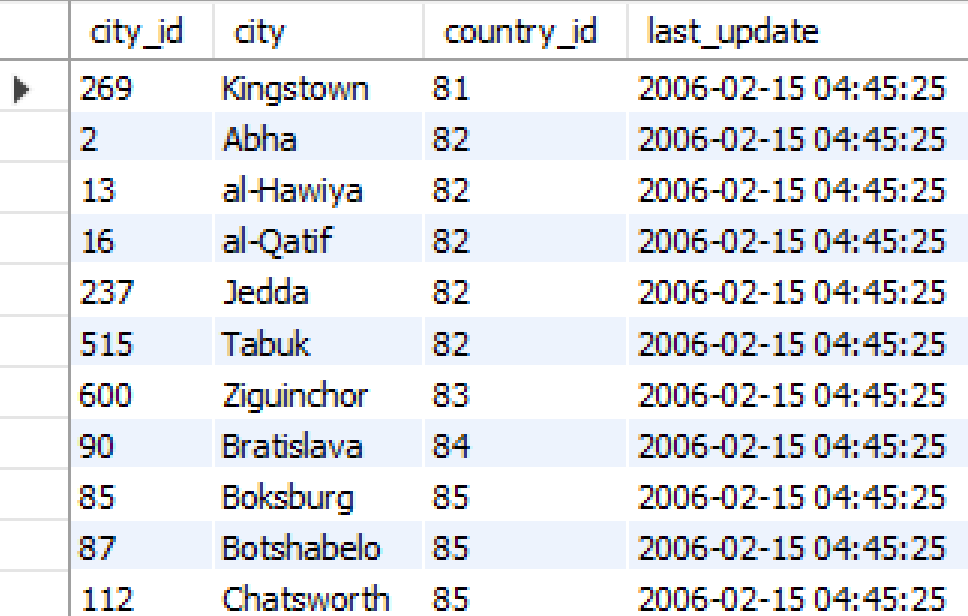 city_id city country_id last_update
269 Kingstown 81 2006-02-15 04:45:25
2 Abha 82 2006-02-15 04:45:25
13 al-Hawiya 82 2006-02-15 04:45:25
16 al-Qatif 82 2006-02-15 04:45:25
237 Jedda 82 2006-02-15 04:45:25
515 Tabuk 82 2006-02-15 04:45:25
600 Ziguinchor 83 2006-02-15 04:45:25
90 Bratislava 84 2006-02-15 04:45:25
85 Boksburg 85 2006-02-15 04:45:25
87 Botshabelo 85 2006-02-15 04:45:25
112 Chatsworth 85 2006-02-15 04:45:25